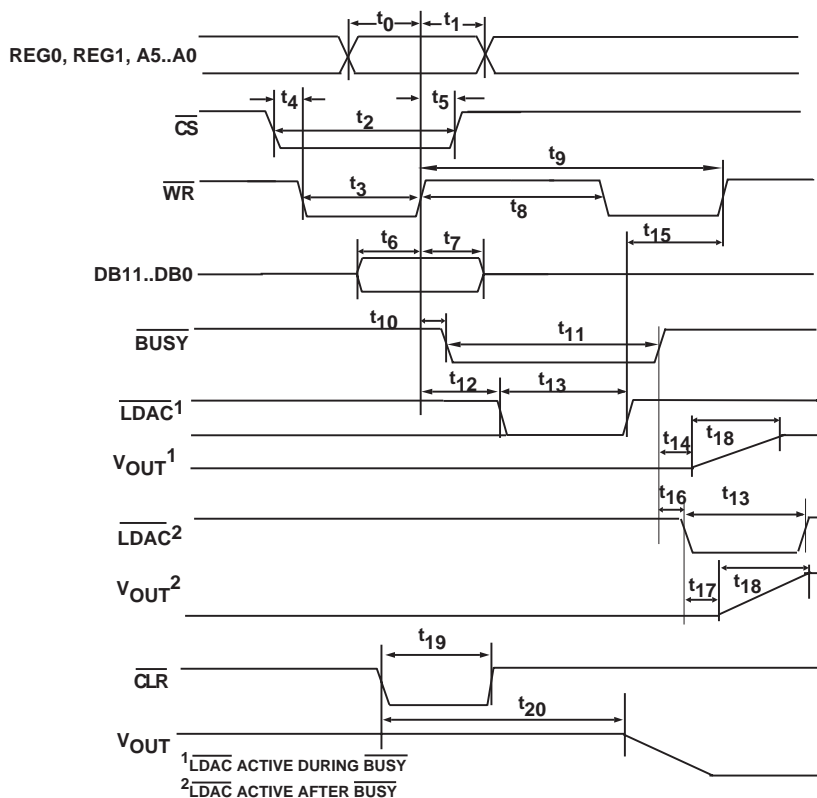 t0 t1
REG0, REG1, A5..A0
t4 t5
t2
CS
t9
WR
t3
t8
t15
t6 t7
DB11..DB0
t10
BUSY
t11
t12 t13
LDAC1
t14 t18
VOUT1
t16 t13
LDAC2
t17 t18
VOUT2
t19
CLR
t20
VOUT
1LDAC ACTIVE DURING BUSY
2LDAC ACTIVE AFTER BUSY